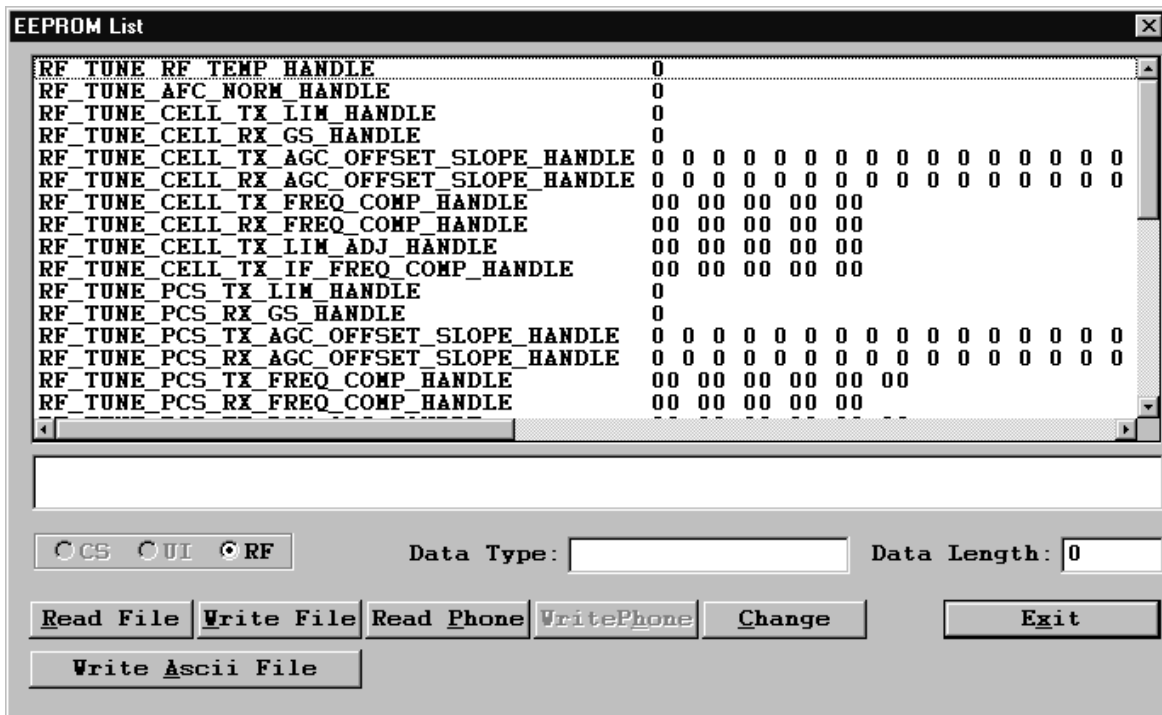 EEPROM List
RF_TUNE_RF_TEMP_HANDLE 0
RF_TUNE_AFC_NORM_HANDLE 0
RF_TUNE_CELL_TX_LIM_HANDLE 0
RF_TUNE_CELL_RX_GS_HANDLE 0
RF_TUNE_CELL_TX_AGC_OFFSET_SLOPE_HANDLE 0 0 0 0 0 0 0 0 0 0 0 0 0 0 0 0
RF_TUNE_CELL_RX_AGC_OFFSET_SLOPE_HANDLE 0 0 0 0 0 0 0 0 0 0 0 0 0 0 0 0
RF_TUNE_CELL_TX_FREQ_COMP_HANDLE 00 00 00 00 00
RF_TUNE_CELL_RX_FREQ_COMP_HANDLE 00 00 00 00 00
RF_TUNE_CELL_TX_LIM_ADJ_HANDLE 00 00 00 00 00
RF_TUNE_CELL_TX_IF_FREQ_COMP_HANDLE 00 00 00 00 00
RF_TUNE_PCS_TX_LIM_HANDLE 0
RF_TUNE_PCS_RX_GS_HANDLE 0
RF_TUNE_PCS_TX_AGC_OFFSET_SLOPE_HANDLE 0 0 0 0 0 0 0 0 0 0 0 0 0 0 0 0
RF_TUNE_PCS_RX_AGC_OFFSET_SLOPE_HANDLE 0 0 0 0 0 0 0 0 0 0 0 0 0 0 0 0
RF_TUNE_PCS_TX_FREQ_COMP_HANDLE 00 00 00 00 00 00
RF_TUNE_PCS_RX_FREQ_COMP_HANDLE 00 00 00 00 00
CS UI RF Data Type: Data Length: 0
Read File Write File Read Phone WritePhone Change Exit
Write Ascii File